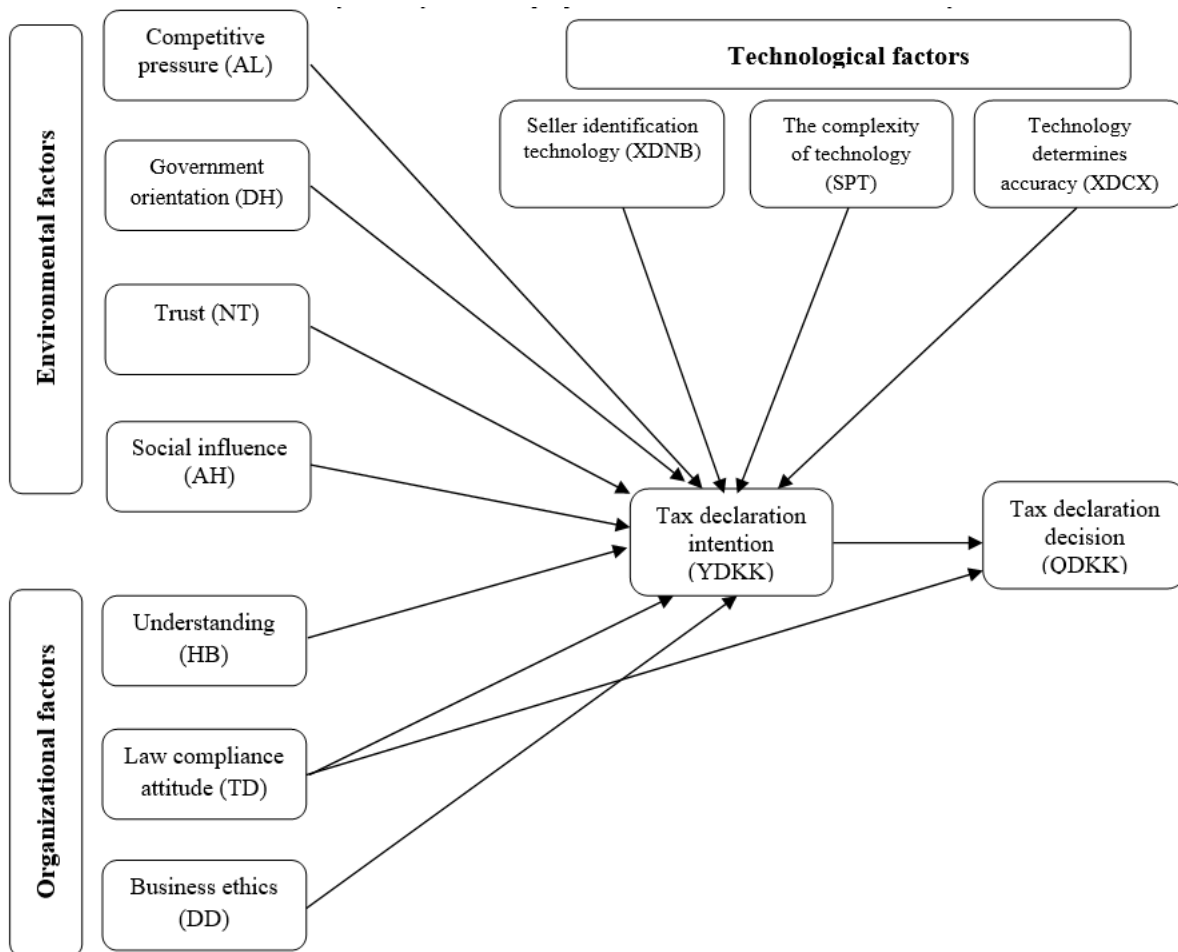 Environmental factors
Competitive
pressure (AL)
Government
orientation (DH)
Trust (NT)
Social influence
(AH)
Technological factors
Seller identification
technology (XDNB)
The complexity
of technology
(SPT)
Technology
determines
accuracy (XDCX)
Tax declaration
intention
(YDKK)
Tax declaration
decision
(QDKK)
Organizational factors
Understanding
(HB)
Law compliance
attitude (TD)
Business ethics
(DD)